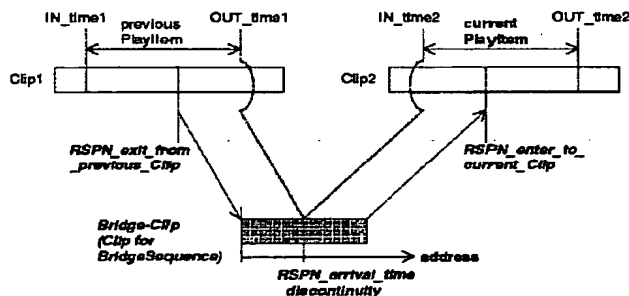 IN_time1
previous
PlayItem
OUT_time1
IN_time2
current
PlayItem
OUT_time2
Clip1
Clip2
RSPN_exit_from
_previous_Clip
RSPN_enter_to_
current_Clip
Bridge-Clip
(Clip for
BridgeSequence)
address
RSPN_arrival_time
discontinuity